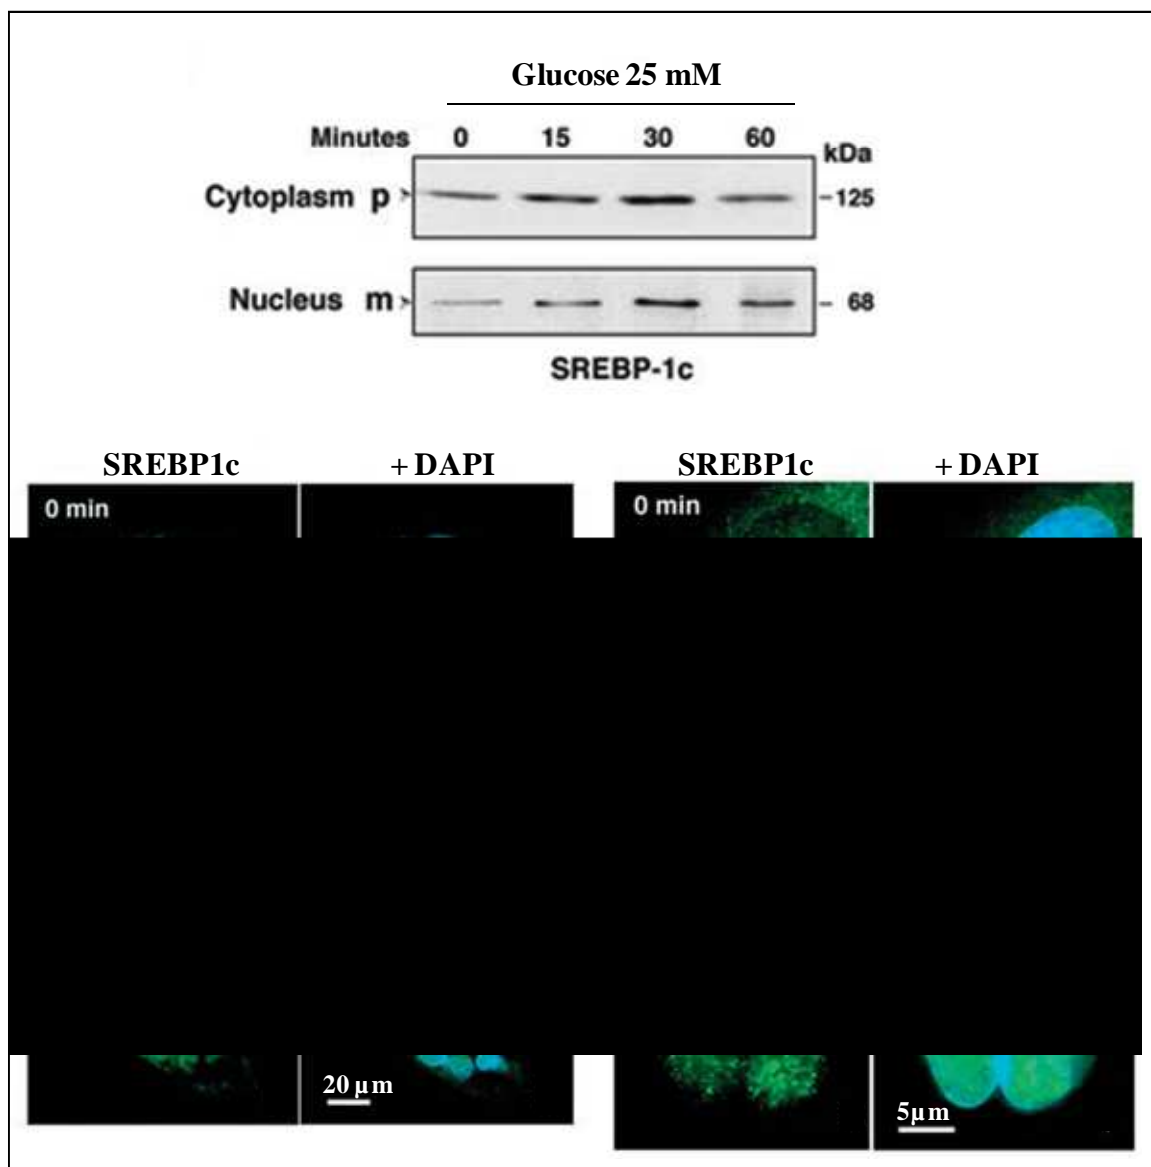 Glucose 25 mM
Minutes 0 15 30 60 kDa
Cytoplasm p 125
Nucleus m 68
SREBP-1c
SREBP1c + DAPI SREBP1c + DAPI
0 min 0 min
20 µm 5µm